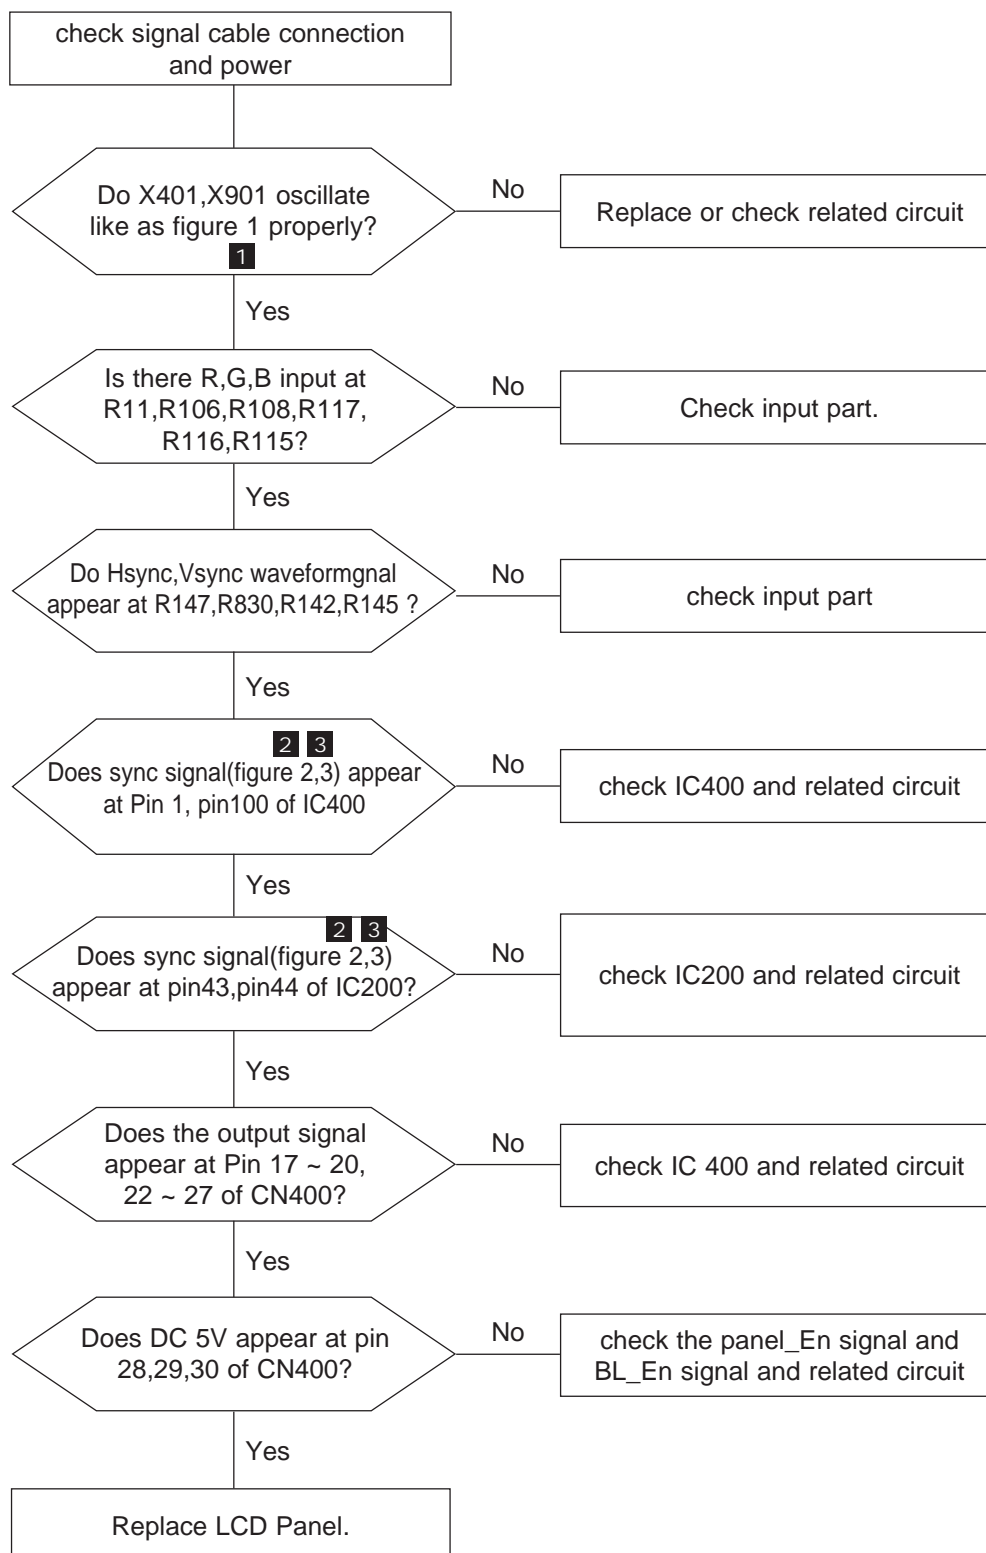 check signal cable connection
and power
Do X401,X901 oscillate
like as figure 1 properly?
1
No
Replace or check related circuit
Yes
Is there R,G,B input at
R11,R106,R108,R117,
R116,R115?
No
Check input part.
Yes
Do Hsync,Vsync waveformgnal
appear at R147,R830,R142,R145 ?
No
check input part
Yes
2 3
Does sync signal(figure 2,3) appear
at Pin 1, pin100 of IC400
No
check IC400 and related circuit
Yes
2 3
Does sync signal(figure 2,3)
appear at pin43,pin44 of IC200?
No
check IC200 and related circuit
Yes
Does the output signal
appear at Pin 17 ~ 20,
22 ~ 27 of CN400?
No
check IC 400 and related circuit
Yes
Does DC 5V appear at pin
28,29,30 of CN400?
No
check the panel_En signal and
BL_En signal and related circuit
Yes
Replace LCD Panel.